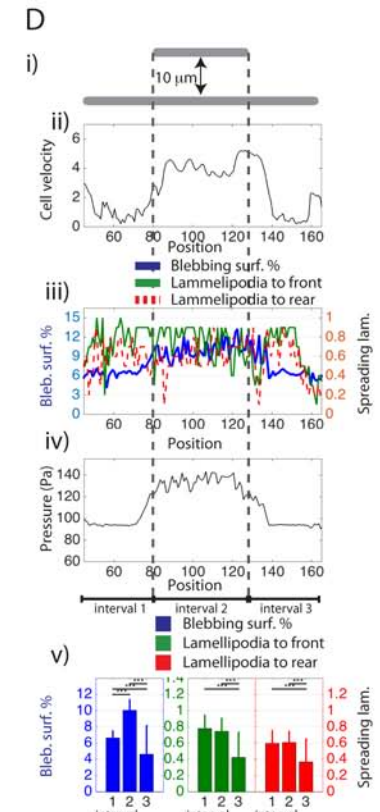 D
i)
10 μm
ii)
Cell velocity
6
4
2
0
60 80 100 120 140 160
Position
Blebbing surf. %
Lammelipodia to front
Lammelipodia to rear
iii)
Bleb. surf. %
15
12
9
6
3
0
1
0.8
0.6
0.4
0.2
0
Spreading lam.
60 80 100 120 140 160
Position
iv)
Pressure (Pa)
140
120
100
80
60
60 80 100 120 140 160
Position
interval 1 interval 2 interval 3
Blebbing surf. %
Lamellipodia to front
Lamellipodia to rear
v)
Bleb. surf. %
12
10
8
6
4
2
0
1.4
1.2
1
0.8
0.6
0.4
0.2
0
1.2
1
0.8
0.6
0.4
0.2
0
Spreading lam.
1 2 3 1 2 3 1 2 3